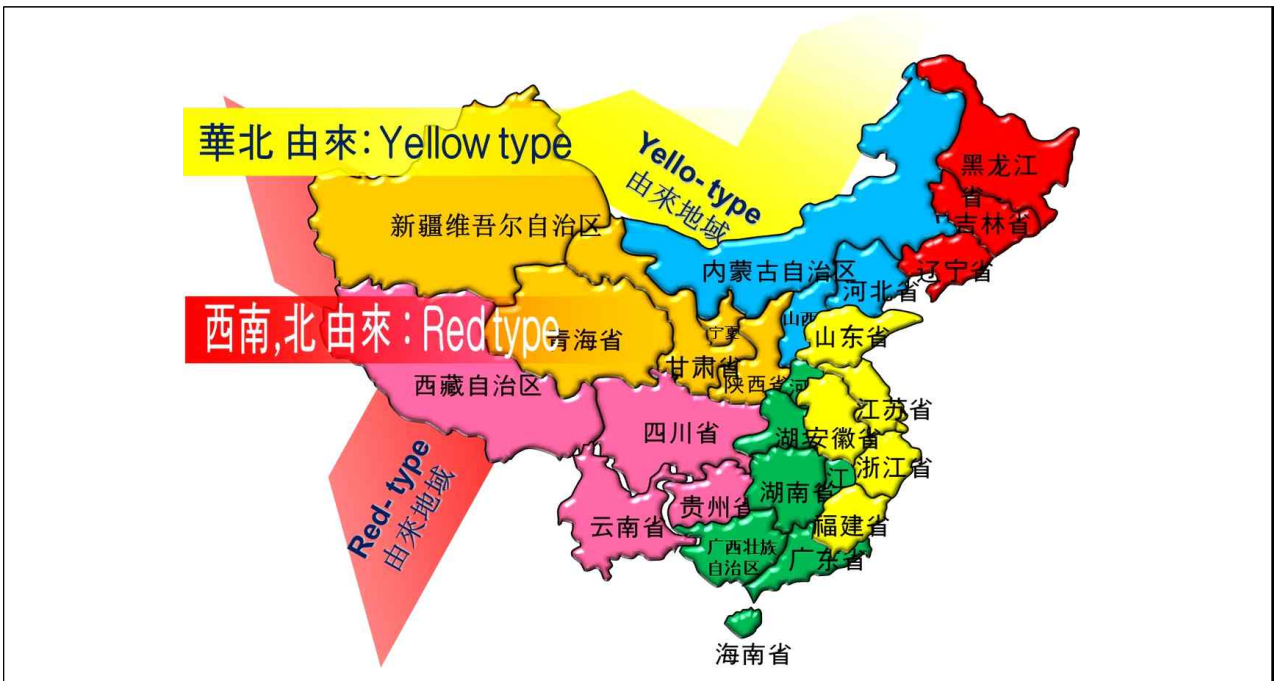 華北 由來: Yellow type
Yello-type
由來地域
黑龙江
省
吉林省
辽宁省
新疆维吾尔自治区
内蒙古自治区
河北省
山西
山东省
西南,北 由來 : Red type
青海省
宁夏
甘肃省
陕西省
河
西藏自治区
江苏省
四川省
湖
安徽省
浙江省
湖南省
江
贵州省
云南省
福建省
Red- type
由來地域
广西壮族
自治区
广东省
海南省